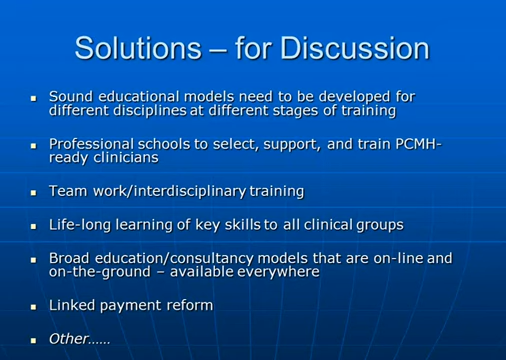 Solutions – for Discussion
Sound educational models need to be developed for
different disciplines at different stages of training
Professional schools to select, support, and train PCMH-
ready clinicians
Team work/interdisciplinary training
Life-long learning of key skills to all clinical groups
Broad education/consultancy models that are on-line and
on-the-ground – available everywhere
Linked payment reform
Other……